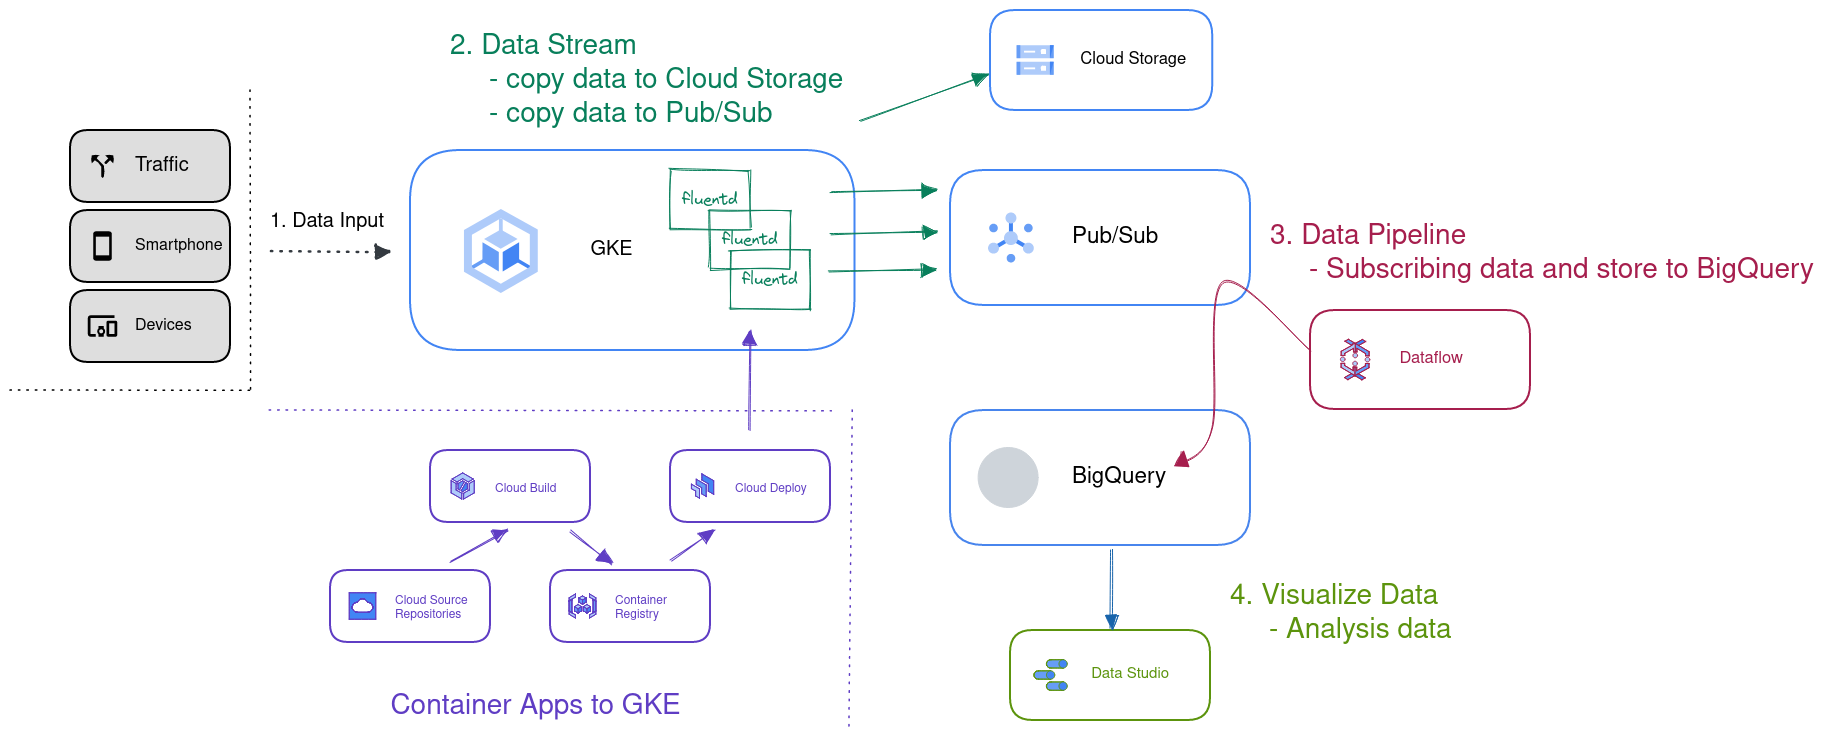 2. Data Stream
- copy data to Cloud Storage
- copy data to Pub/Sub
Cloud Storage
Traffic
Smartphone
Devices
1. Data Input
GKE
fluentd
fluentd
fluentd
Pub/Sub
3. Data Pipeline
- Subscribing data and store to BigQuery
Dataflow
BigQuery
Cloud Build
Cloud Deploy
Cloud Source
Repositories
Container
Registry
Container Apps to GKE
4. Visualize Data
- Analysis data
Data Studio